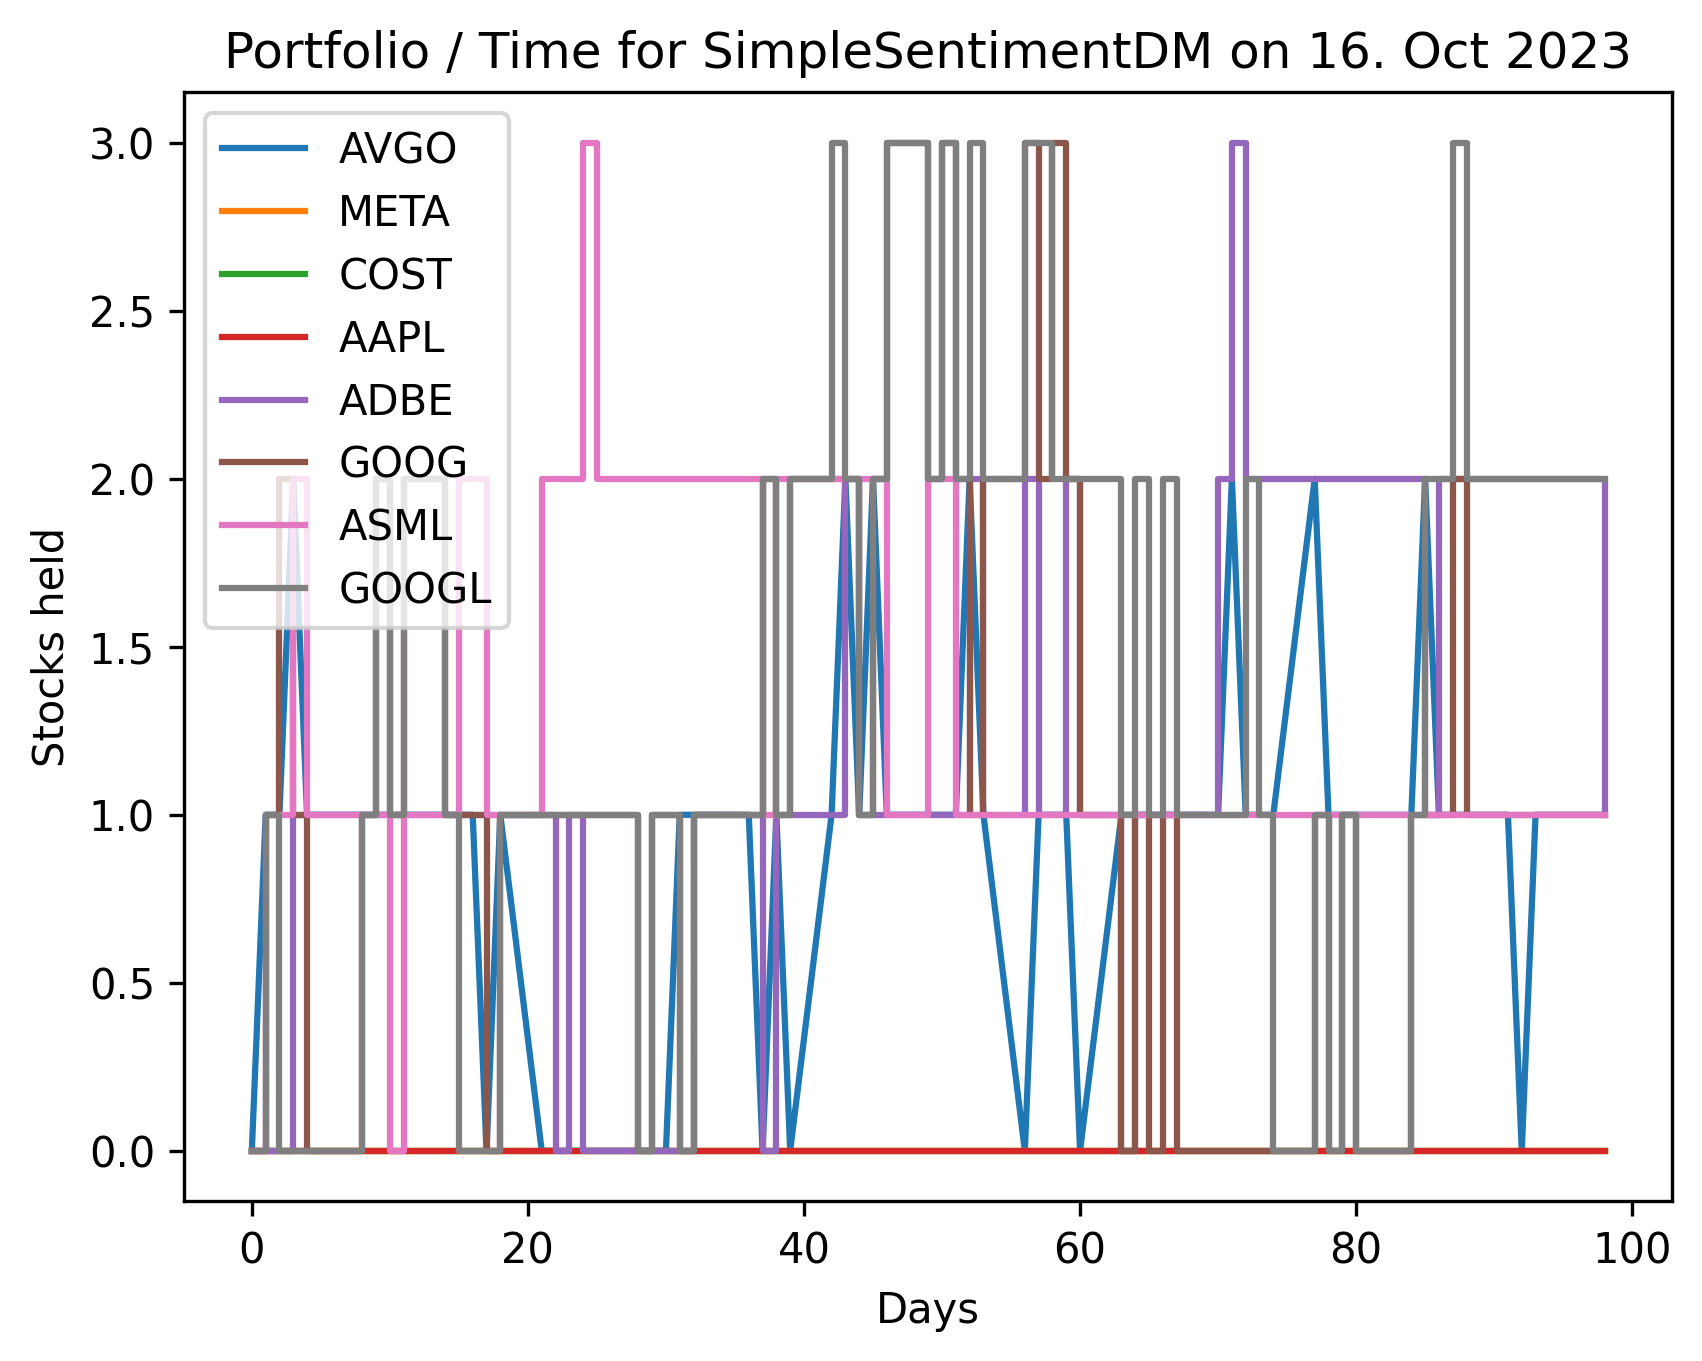 Portfolio / Time for SimpleSentimentDM on 16. Oct 2023
AVGO
META
COST
AAPL
ADBE
GOOG
ASML
GOOGL
3.0
2.5
2.0
1.5
1.0
0.5
0.0
Stocks held
0 20 40 60 80 100
Days